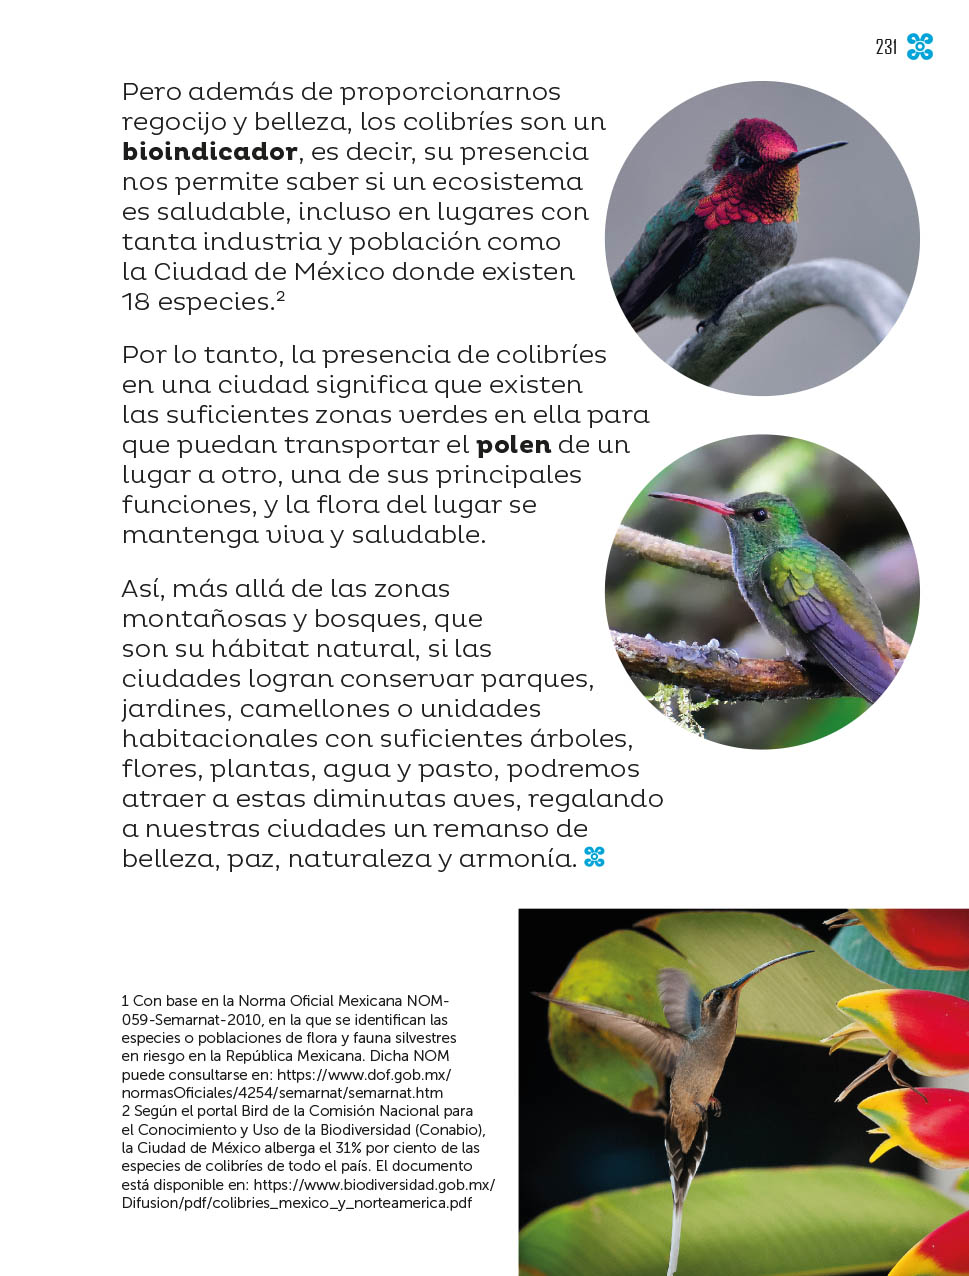 231
Pero además de proporcionarnos
regocijo y belleza, los colibríes son un
bioindicador, es decir, su presencia
nos permite saber si un ecosistema
es saludable, incluso en lugares con
tanta industria y población como
la Ciudad de México donde existen
18 especies.²
Por lo tanto, la presencia de colibríes
en una ciudad significa que existen
las suficientes zonas verdes en ella para
que puedan transportar el polen de un
lugar a otro, una de sus principales
funciones, y la flora del lugar se
mantenga viva y saludable.
Así, más allá de las zonas
montañosas y bosques, que
son su hábitat natural, si las
ciudades logran conservar parques,
jardines, camellones o unidades
habitacionales con suficientes árboles,
flores, plantas, agua y pasto, podremos
atraer a estas diminutas aves, regalando
a nuestras ciudades un remanso de
belleza, paz, naturaleza y armonía.
1 Con base en la Norma Oficial Mexicana NOM-
059-Semarnat-2010, en la que se identifican las
especies o poblaciones de flora y fauna silvestres
en riesgo en la República Mexicana. Dicha NOM
puede consultarse en: https://www.dof.gob.mx/
normasOficiales/4254/semarnat/semarnat.htm
2 Según el portal Bird de la Comisión Nacional para
el Conocimiento y Uso de la Biodiversidad (Conabio),
la Ciudad de México alberga el 31% por ciento de las
especies de colibríes de todo el país. El documento
está disponible en: https://www.biodiversidad.gob.mx/
Difusion/pdf/colibries_mexico_y_norteamerica.pdf